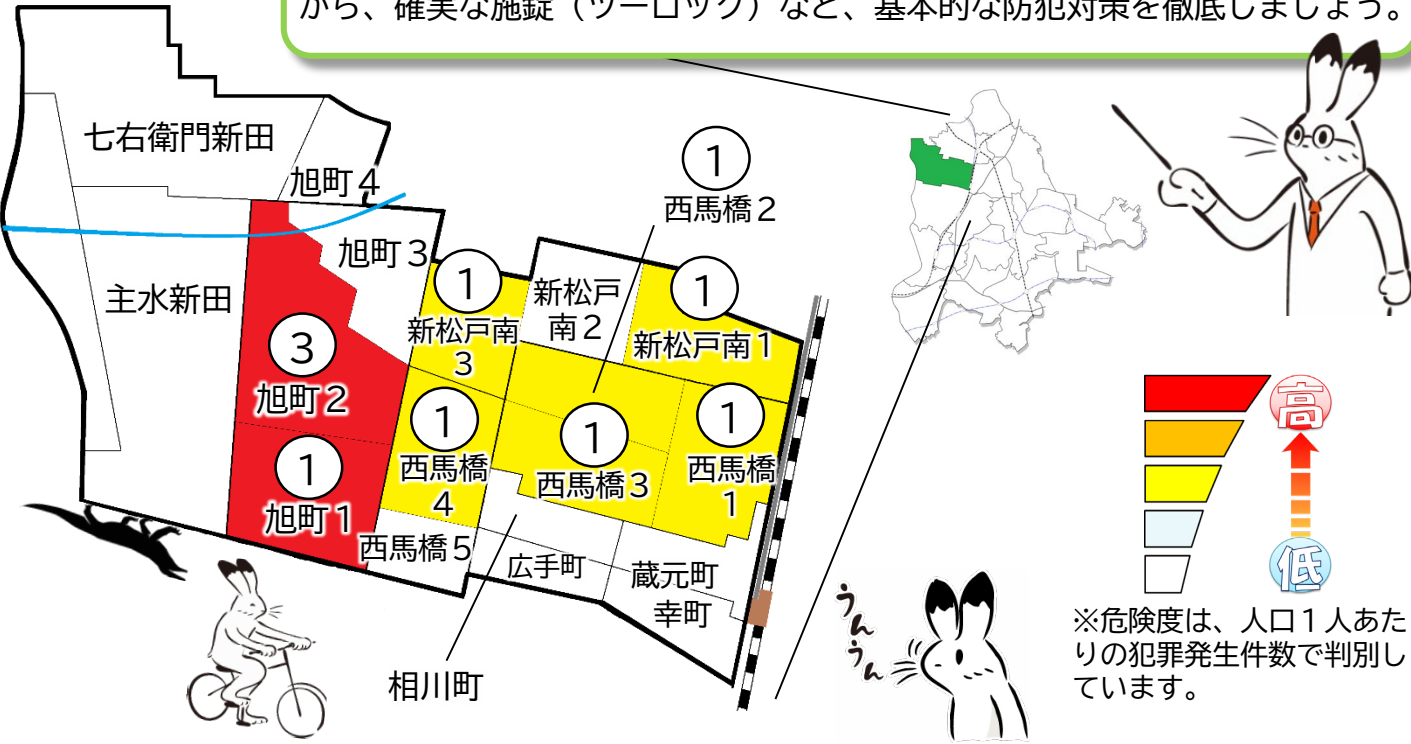 から、確実な施錠（ツーロック）など、基本的な防犯対策を徹底しましょう。
七右衛門新田
旭町４
①
西馬橋２
旭町３
主水新田
①
新松戸南
３
新松戸
南２
①
新松戸南１
③
旭町２
①
西馬橋
４
①
西馬橋３
①
西馬橋
１
①
旭町１
西馬橋５
広手町
蔵元町
幸町
相川町
高
低
うんうん
※危険度は、人口１人あた
りの犯罪発生件数で判別し
ています。